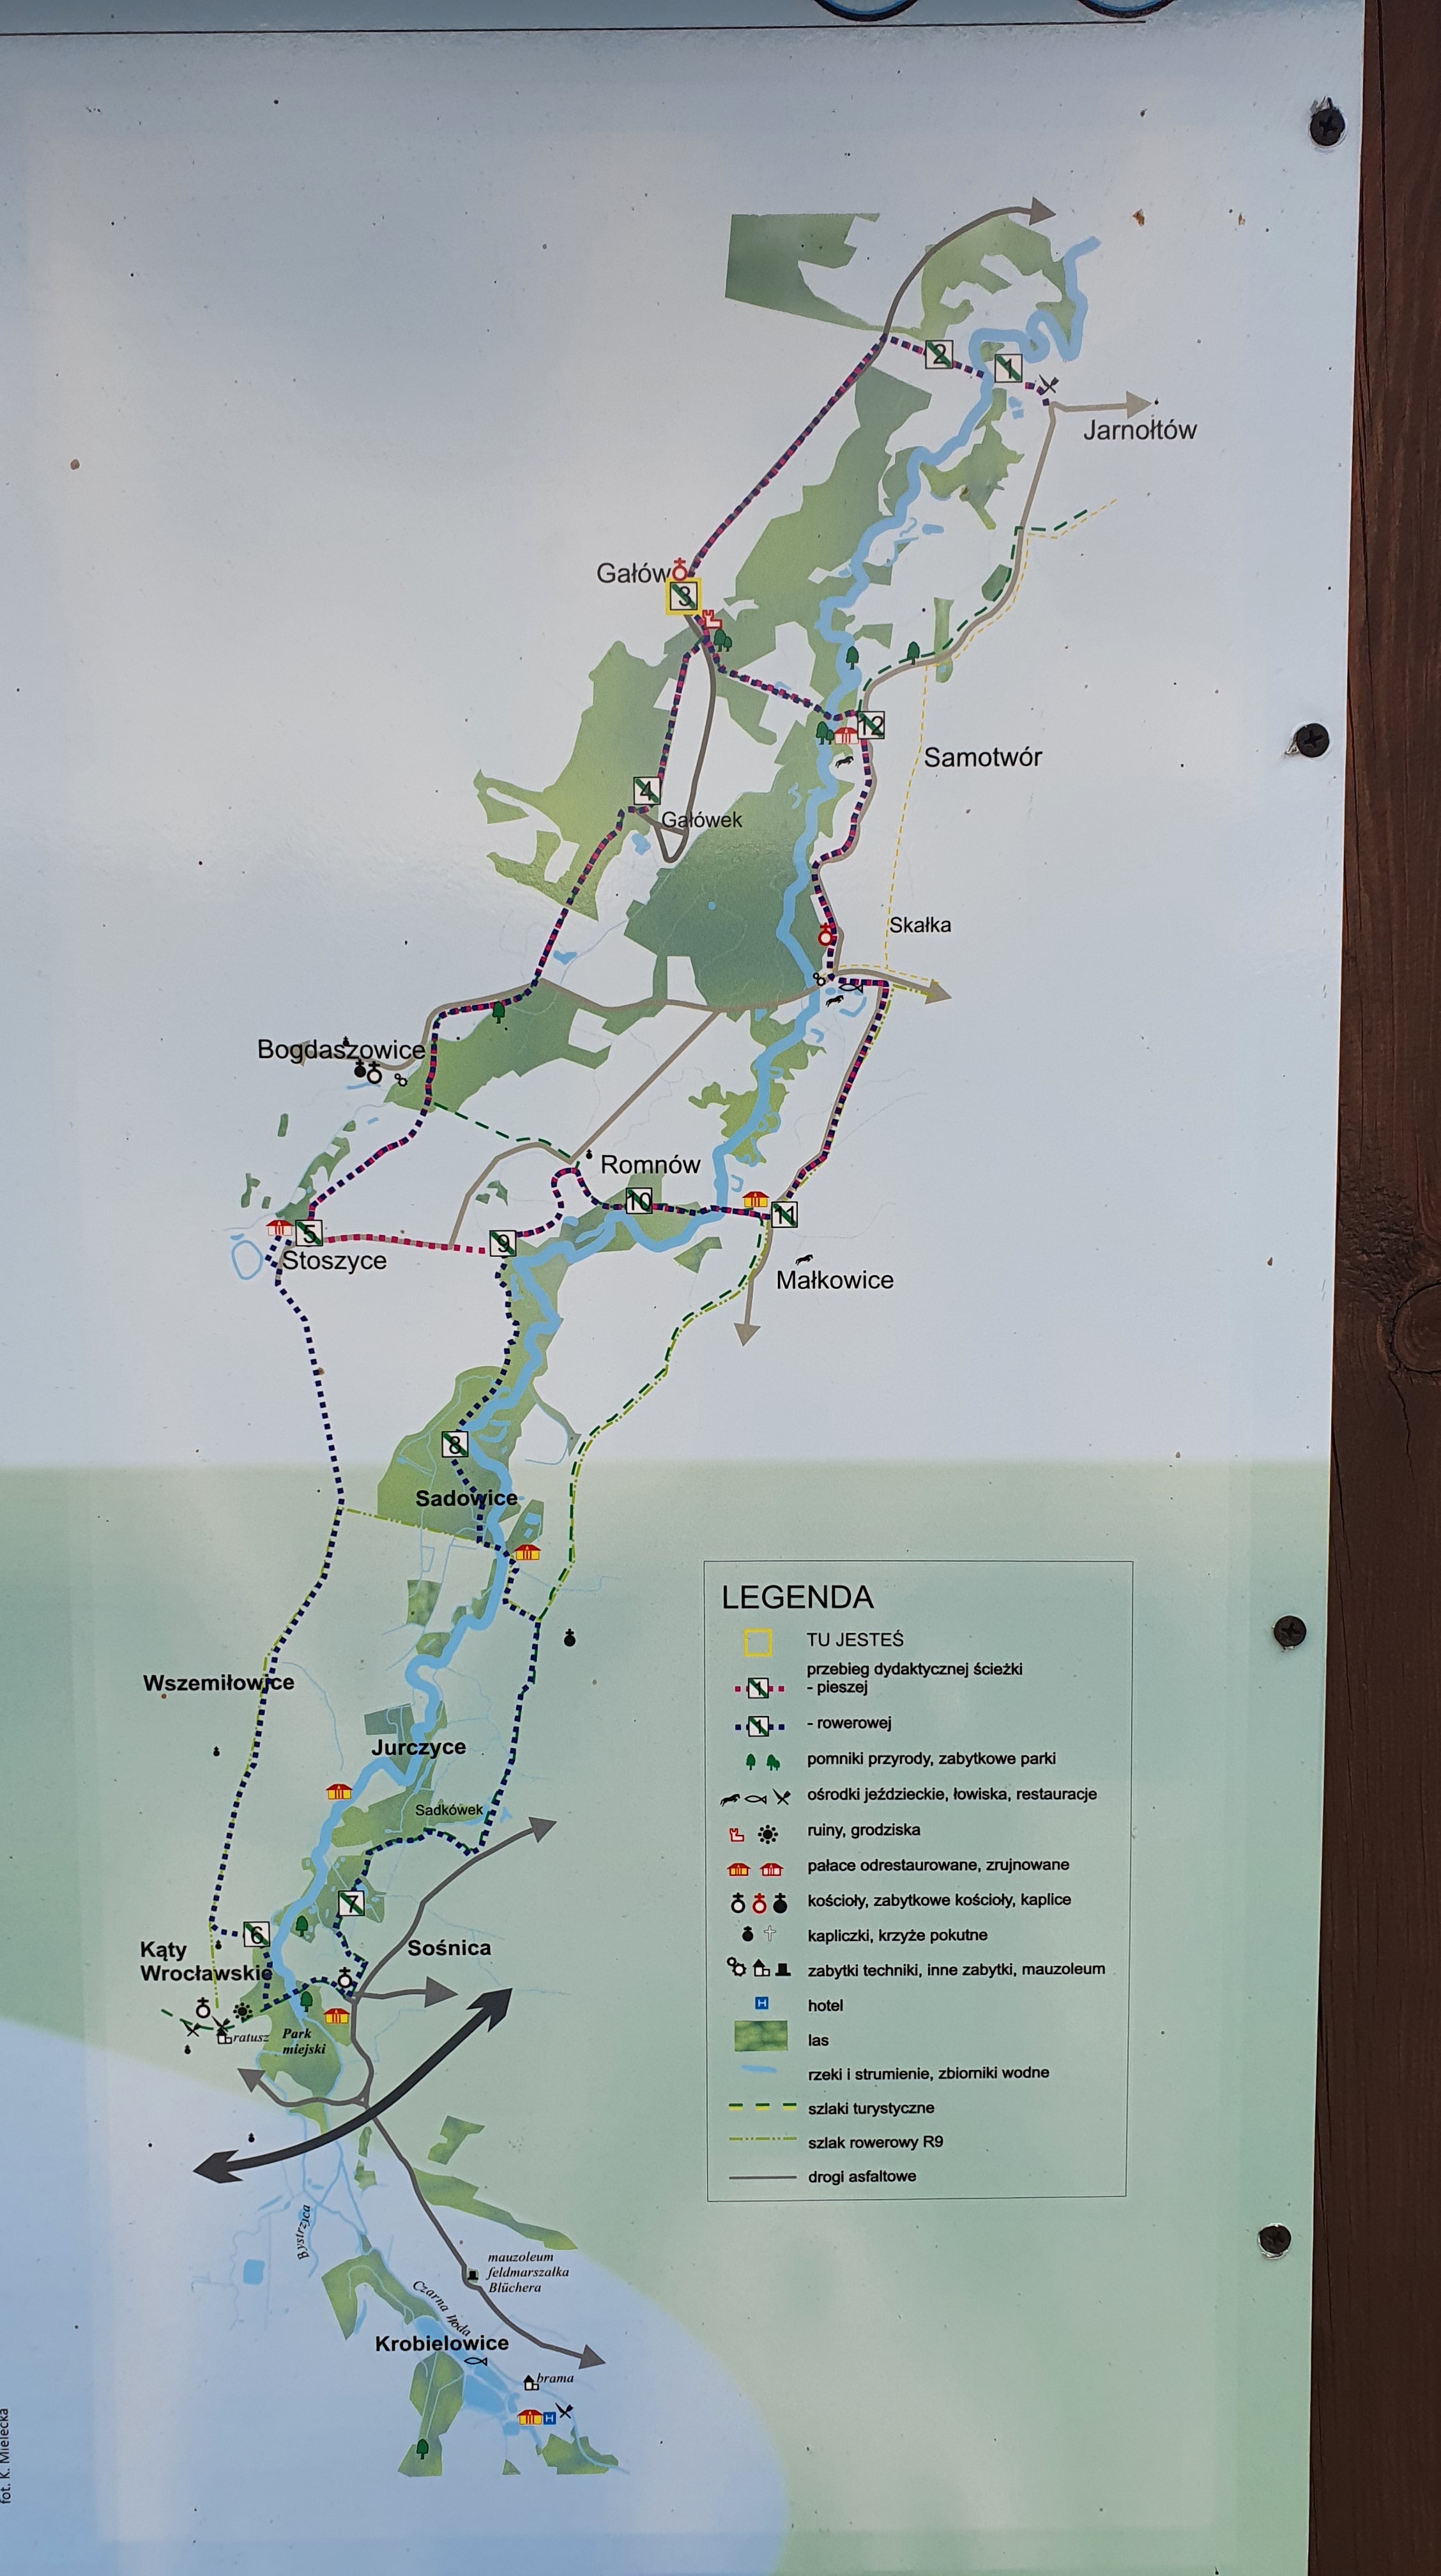 2
1
Jarnołtów
Gałów
3
12
Samotwór
4
Gałówek
Skałka
Bogdaszowice
Romnów
10
11
5
9
Stoszyce
Małkowice
8
Sadowice
Wszemiłowice
Jurczyce
Sadkówek
7
6
Kąty
Wrocławskie
Sośnica
ratusz
Park
miejski
Bystrzyca
mauzoleum
feldmarszałka
Blüchera
Czarna Woda
Krobielowice
brama
H
LEGENDA
TU JESTEŚ
przebieg dydaktycznej ścieżki
1 - pieszej
1 - rowerowej
pomniki przyrody, zabytkowe parki
ośrodki jeździeckie, łowiska, restauracje
ruiny, grodziska
pałace odrestaurowane, zrujnowane
kościoły, zabytkowe kościoły, kaplice
kapliczki, krzyże pokutne
zabytki techniki, inne zabytki, mauzoleum
H hotel
las
rzeki i strumienie, zbiorniki wodne
szlaki turystyczne
szlak rowerowy R9
drogi asfaltowe
fot. K. Mielecka